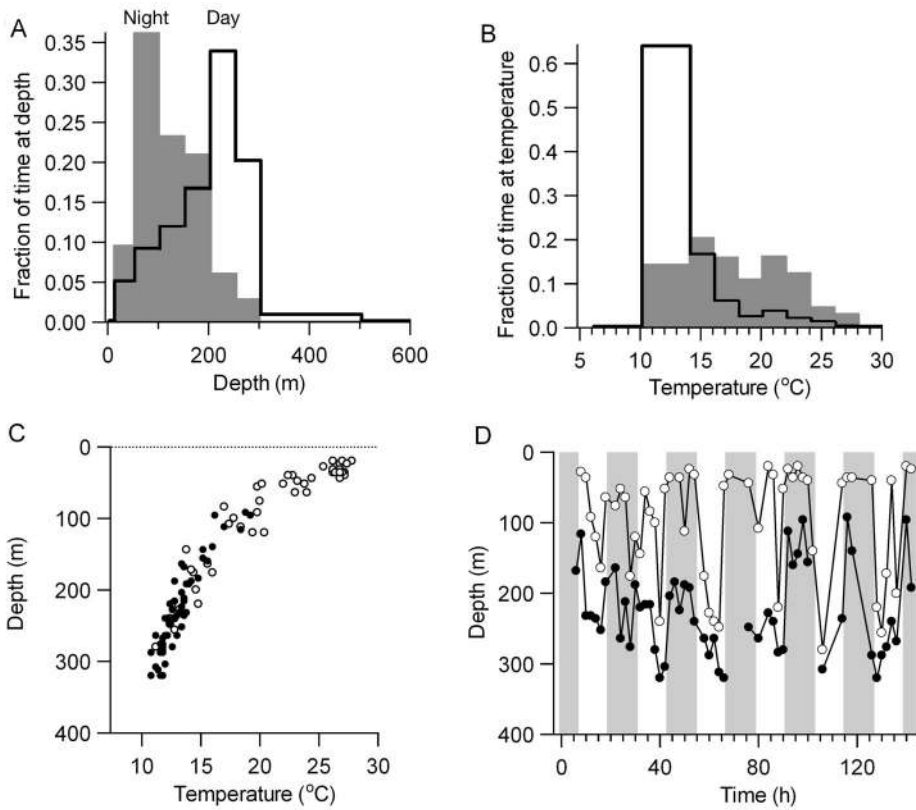 A
Night Day
Fraction of time at depth
0.35
0.30
0.25
0.20
0.15
0.10
0.05
0.00
0 200 400 600
Depth (m)
B
Fraction of time at temperature
0.6
0.5
0.4
0.3
0.2
0.1
0.0
5 10 15 20 25 30
Temperature (°C)
C
Depth (m)
0
100
200
300
400
10 15 20 25 30
Temperature (°C)
D
Depth (m)
0
100
200
300
400
0 40 80 120
Time (h)